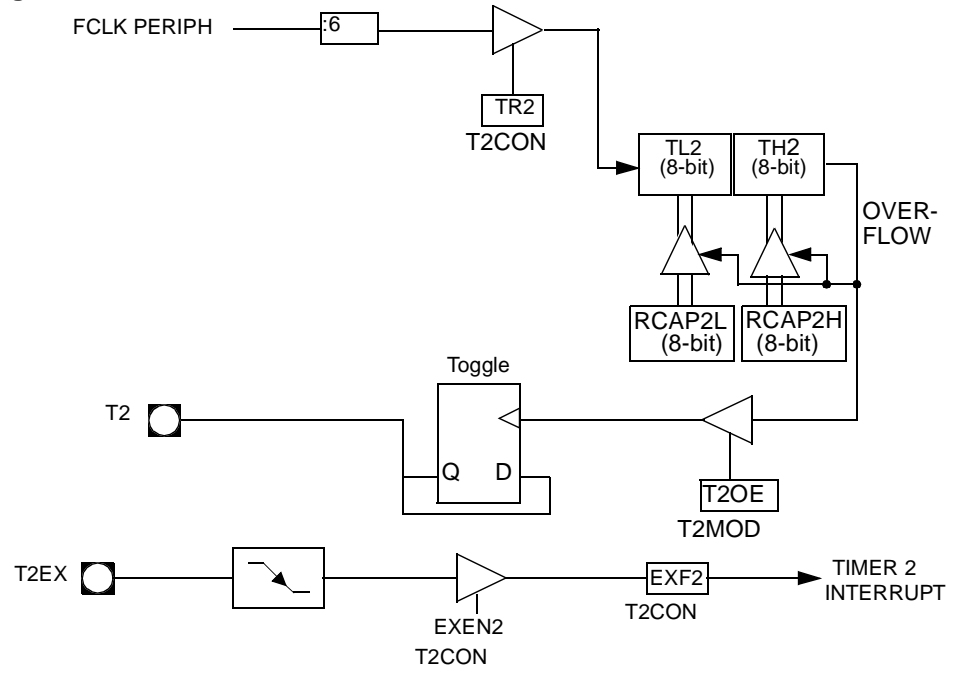 FCLK PERIPH
:6
TR2
T2CON
TL2
(8-bit)
TH2
(8-bit)
OVER-
FLOW
RCAP2L
(8-bit)
RCAP2H
(8-bit)
Toggle
T2
Q
D
T2OE
T2MOD
T2EX
EXEN2
T2CON
EXF2
T2CON
TIMER 2
INTERRUPT